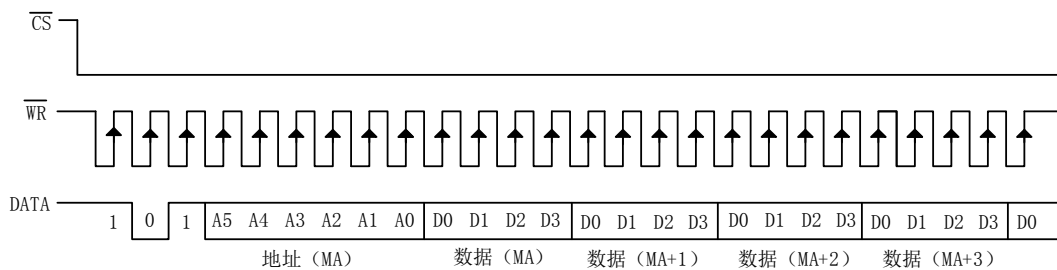 CS
WR
DATA 1 0 1 A5 A4 A3 A2 A1 A0 D0 D1 D2 D3 D0 D1 D2 D3 D0 D1 D2 D3 D0 D1 D2 D3 D0
地址（MA） 数据（MA） 数据（MA+1） 数据（MA+2） 数据（MA+3）